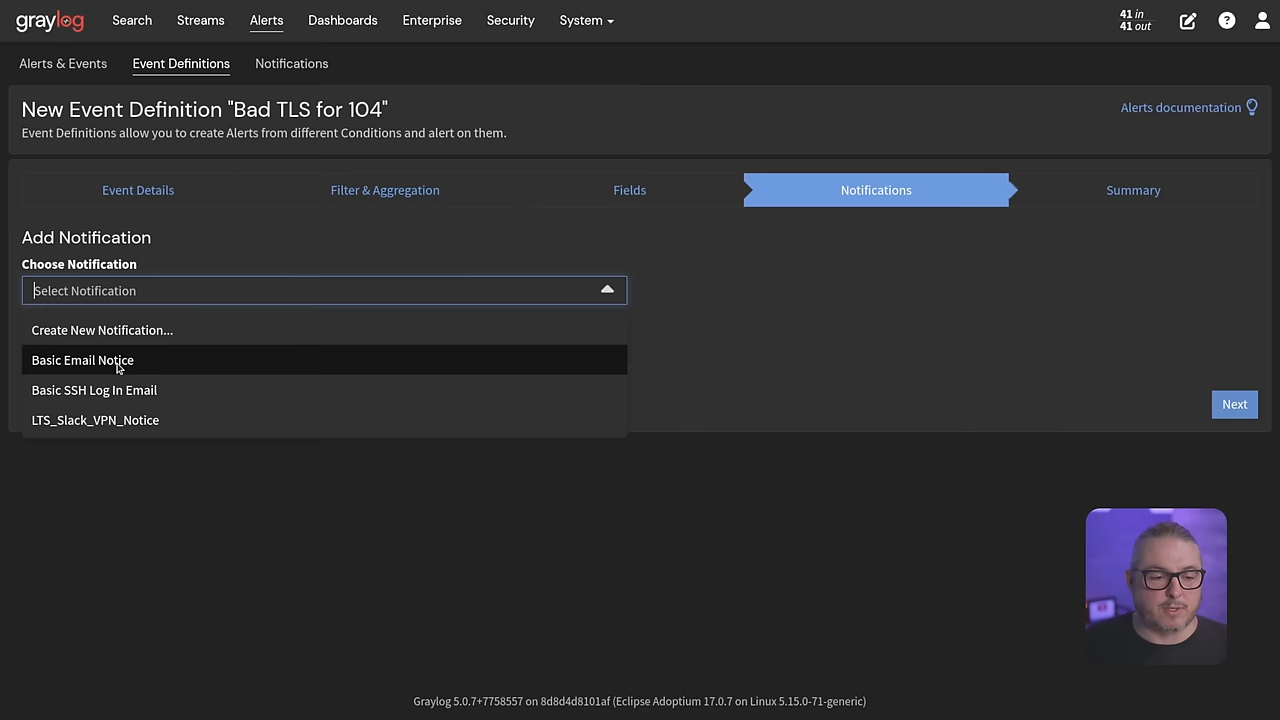 graylog Search Streams Alerts Dashboards Enterprise Security System 41 in
41 out
Alerts & Events Event Definitions Notifications
New Event Definition "Bad TLS for 104"
Alerts documentation
Event Definitions allow you to create Alerts from different Conditions and alert on them.
Event Details Filter & Aggregation Fields Notifications Summary
Add Notification
Choose Notification
Select Notification
Create New Notification...
Basic Email Notice
Basic SSH Log In Email
LTS_Slack_VPN_Notice
Next
Graylog 5.0.7+7758557 on 8d8d4d8101af (Eclipse Adoptium 17.0.7 on Linux 5.15.0-71-generic)